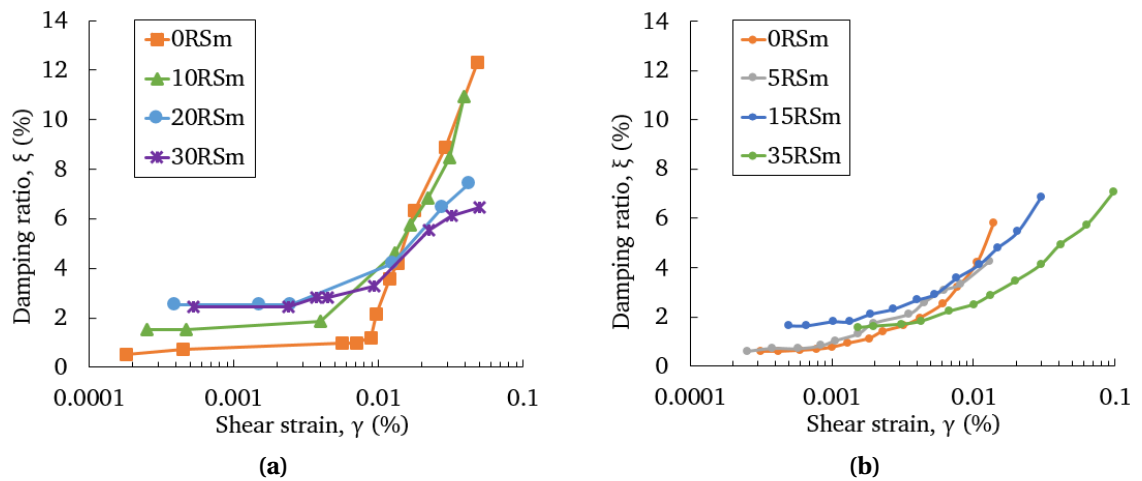 14
12
10
8
6
4
2
0
Damping ratio, ξ (%)
0RSm
10RSm
20RSm
30RSm
0.0001
0.001
0.01
0.1
Shear strain, γ (%)
(a)
14
12
10
8
6
4
2
0
Damping ratio, ξ (%)
0RSm
5RSm
15RSm
35RSm
0.0001
0.001
0.01
0.1
Shear strain, γ (%)
(b)